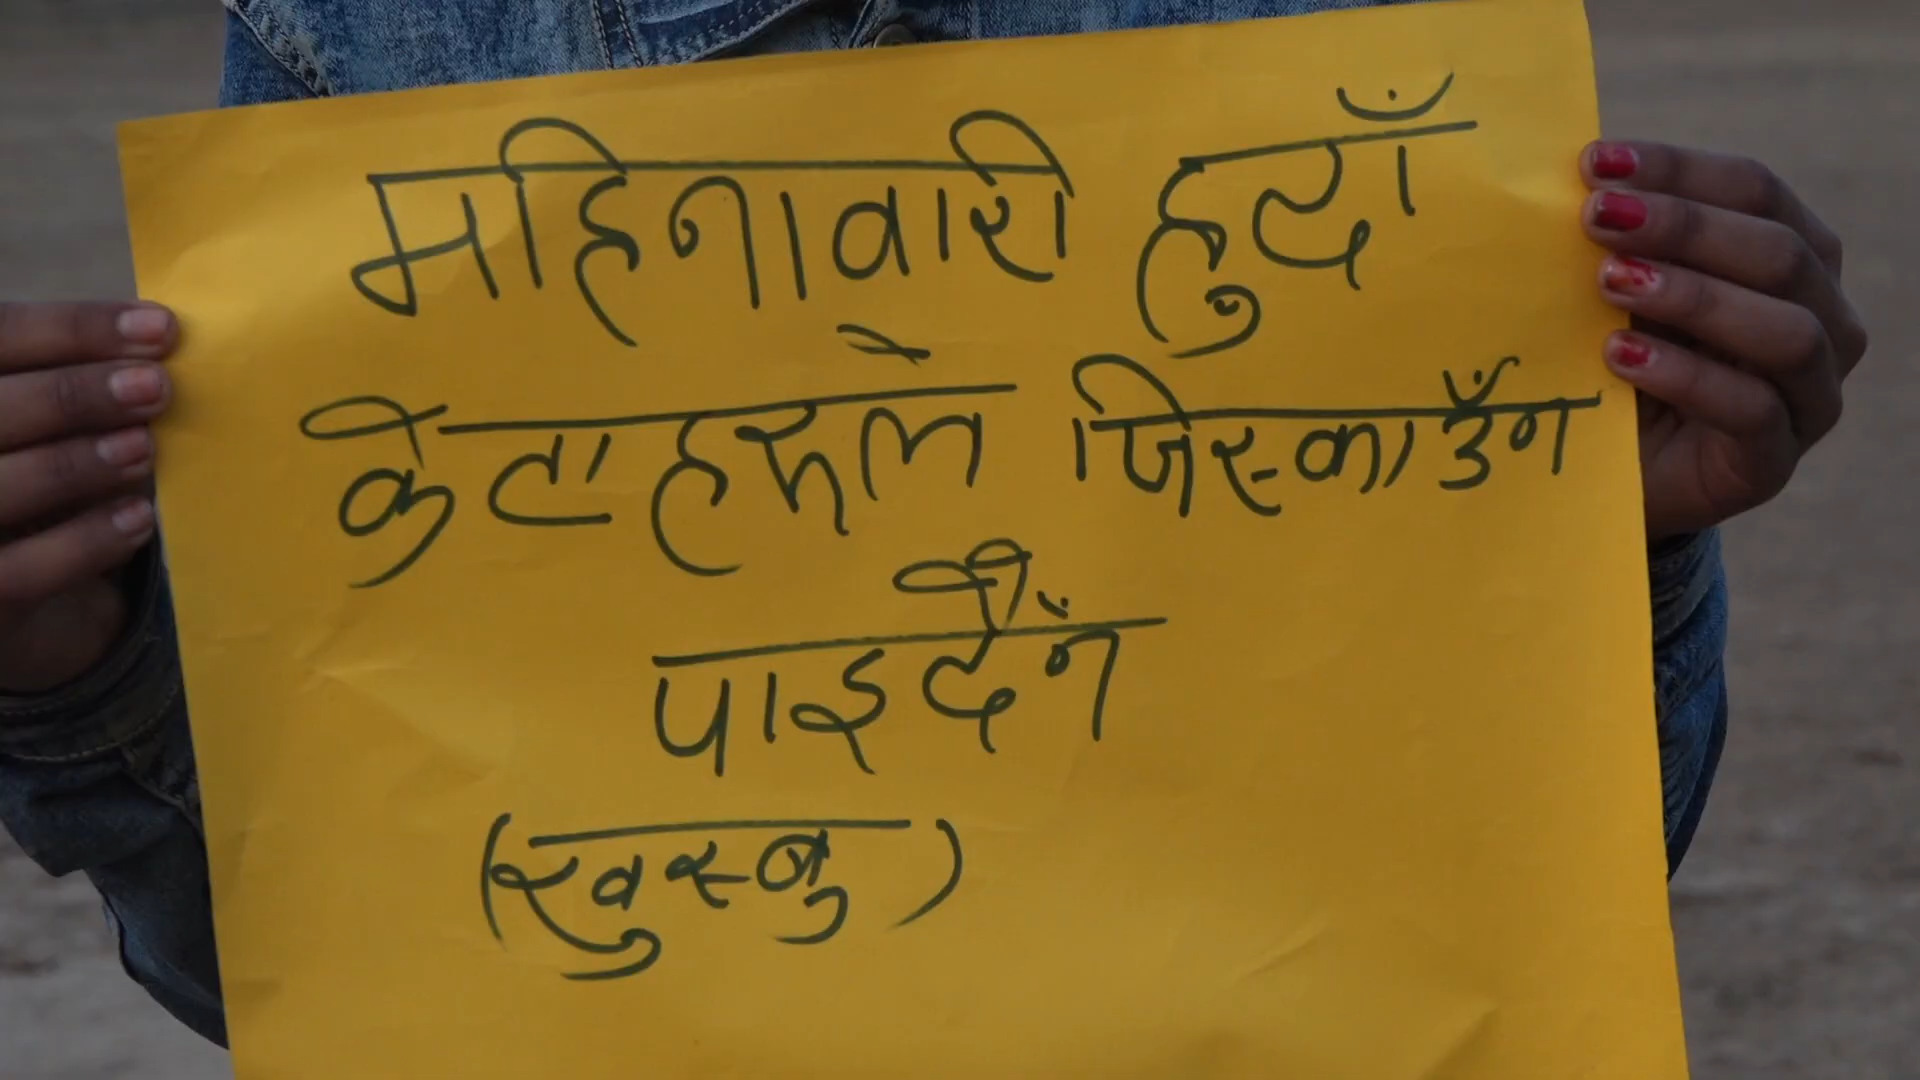 महिनावारी हुदाँ
केटाहरूले जिस्काउँन
पाइदैँन
(खुस्बु)